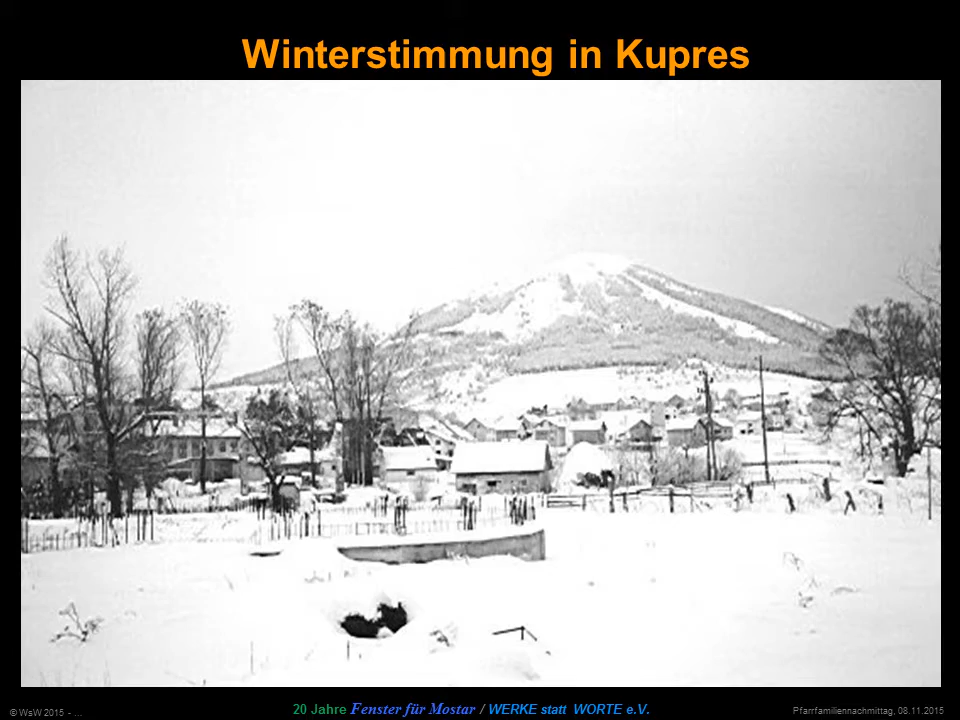 Winterstimmung in Kupres
© WsW 2015 - ...
20 Jahre Fenster für Mostar / WERKE statt WORTE e.V.
Pfarrfamiliennachmittag, 08.11.2015